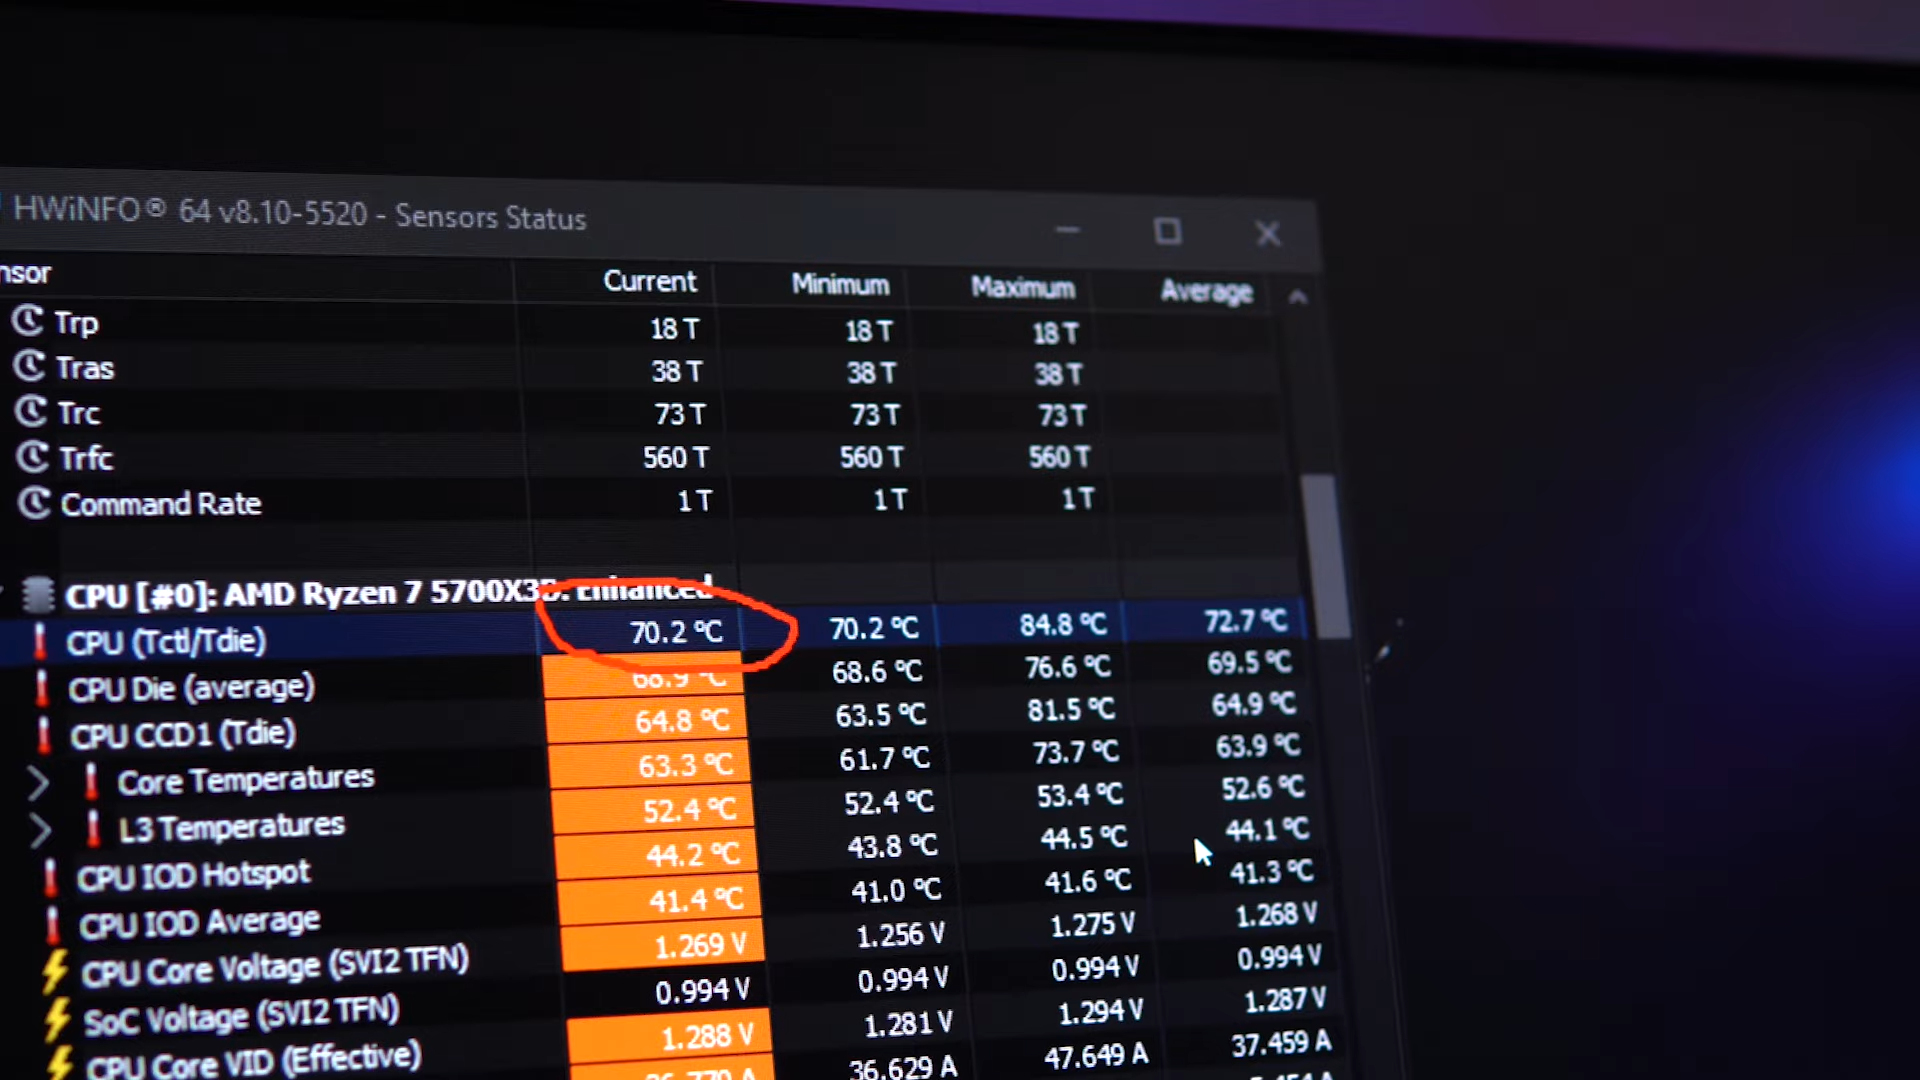 HWiNFO® 64 v8.10-5520 - Sensors Status
nsor Current Minimum Maximum Average
Trp 18 T 18 T 18 T
Tras 38 T 38 T 38 T
Trc 73 T 73 T 73 T
Trfc 560 T 560 T 560 T
Command Rate 1 T 1 T 1 T
CPU [#0]: AMD Ryzen 7 5700X3D: Enhanced
CPU (Tctl/Tdie) 70.2 °C 70.2 °C 84.8 °C 72.7 °C
CPU Die (average) 68.9 °C 68.6 °C 76.6 °C 69.5 °C
CPU CCD1 (Tdie) 64.8 °C 63.5 °C 81.5 °C 64.9 °C
Core Temperatures 63.3 °C 61.7 °C 73.7 °C 63.9 °C
L3 Temperatures 52.4 °C 52.4 °C 53.4 °C 52.6 °C
CPU IOD Hotspot 44.2 °C 43.8 °C 44.5 °C 44.1 °C
CPU IOD Average 41.4 °C 41.0 °C 41.6 °C 41.3 °C
CPU Core Voltage (SVI2 TFN) 1.269 V 1.256 V 1.275 V 1.268 V
SoC Voltage (SVI2 TFN) 0.994 V 0.994 V 0.994 V 0.994 V
CPU Core VID (Effective) 1.288 V 1.281 V 1.294 V 1.287 V
36.629 A 47.649 A 37.459 A